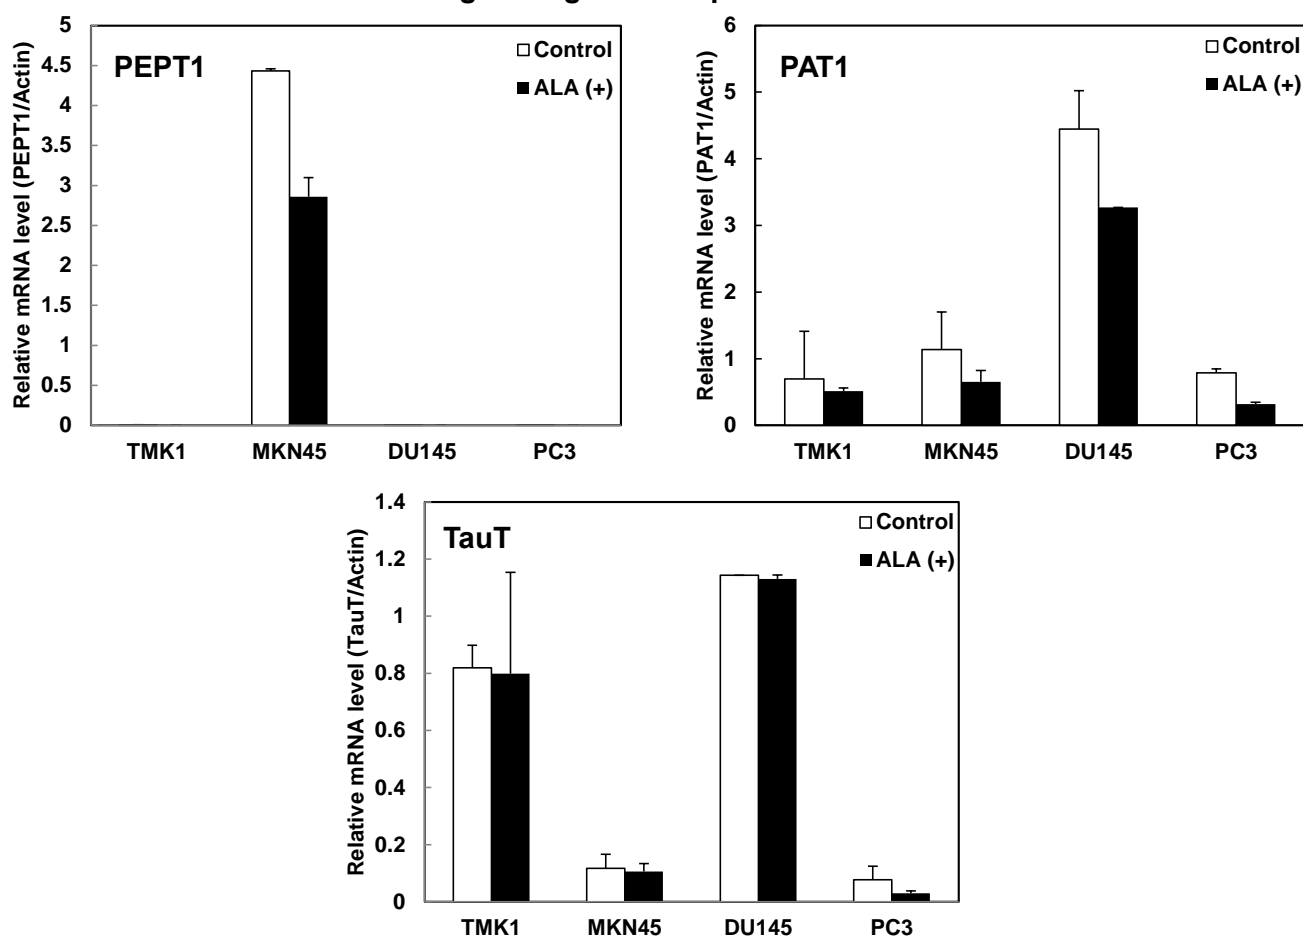 PEPT1
Control
ALA (+)
Relative mRNA level (PEPT1/Actin)
5
4.5
4
3.5
3
2.5
2
1.5
1
0.5
0
TMK1 MKN45 DU145 PC3
PAT1
Control
ALA (+)
Relative mRNA level (PAT1/Actin)
6
5
4
3
2
1
0
TMK1 MKN45 DU145 PC3
TauT
Control
ALA (+)
Relative mRNA level (TauT/Actin)
1.4
1.2
1
0.8
0.6
0.4
0.2
0
TMK1 MKN45 DU145 PC3